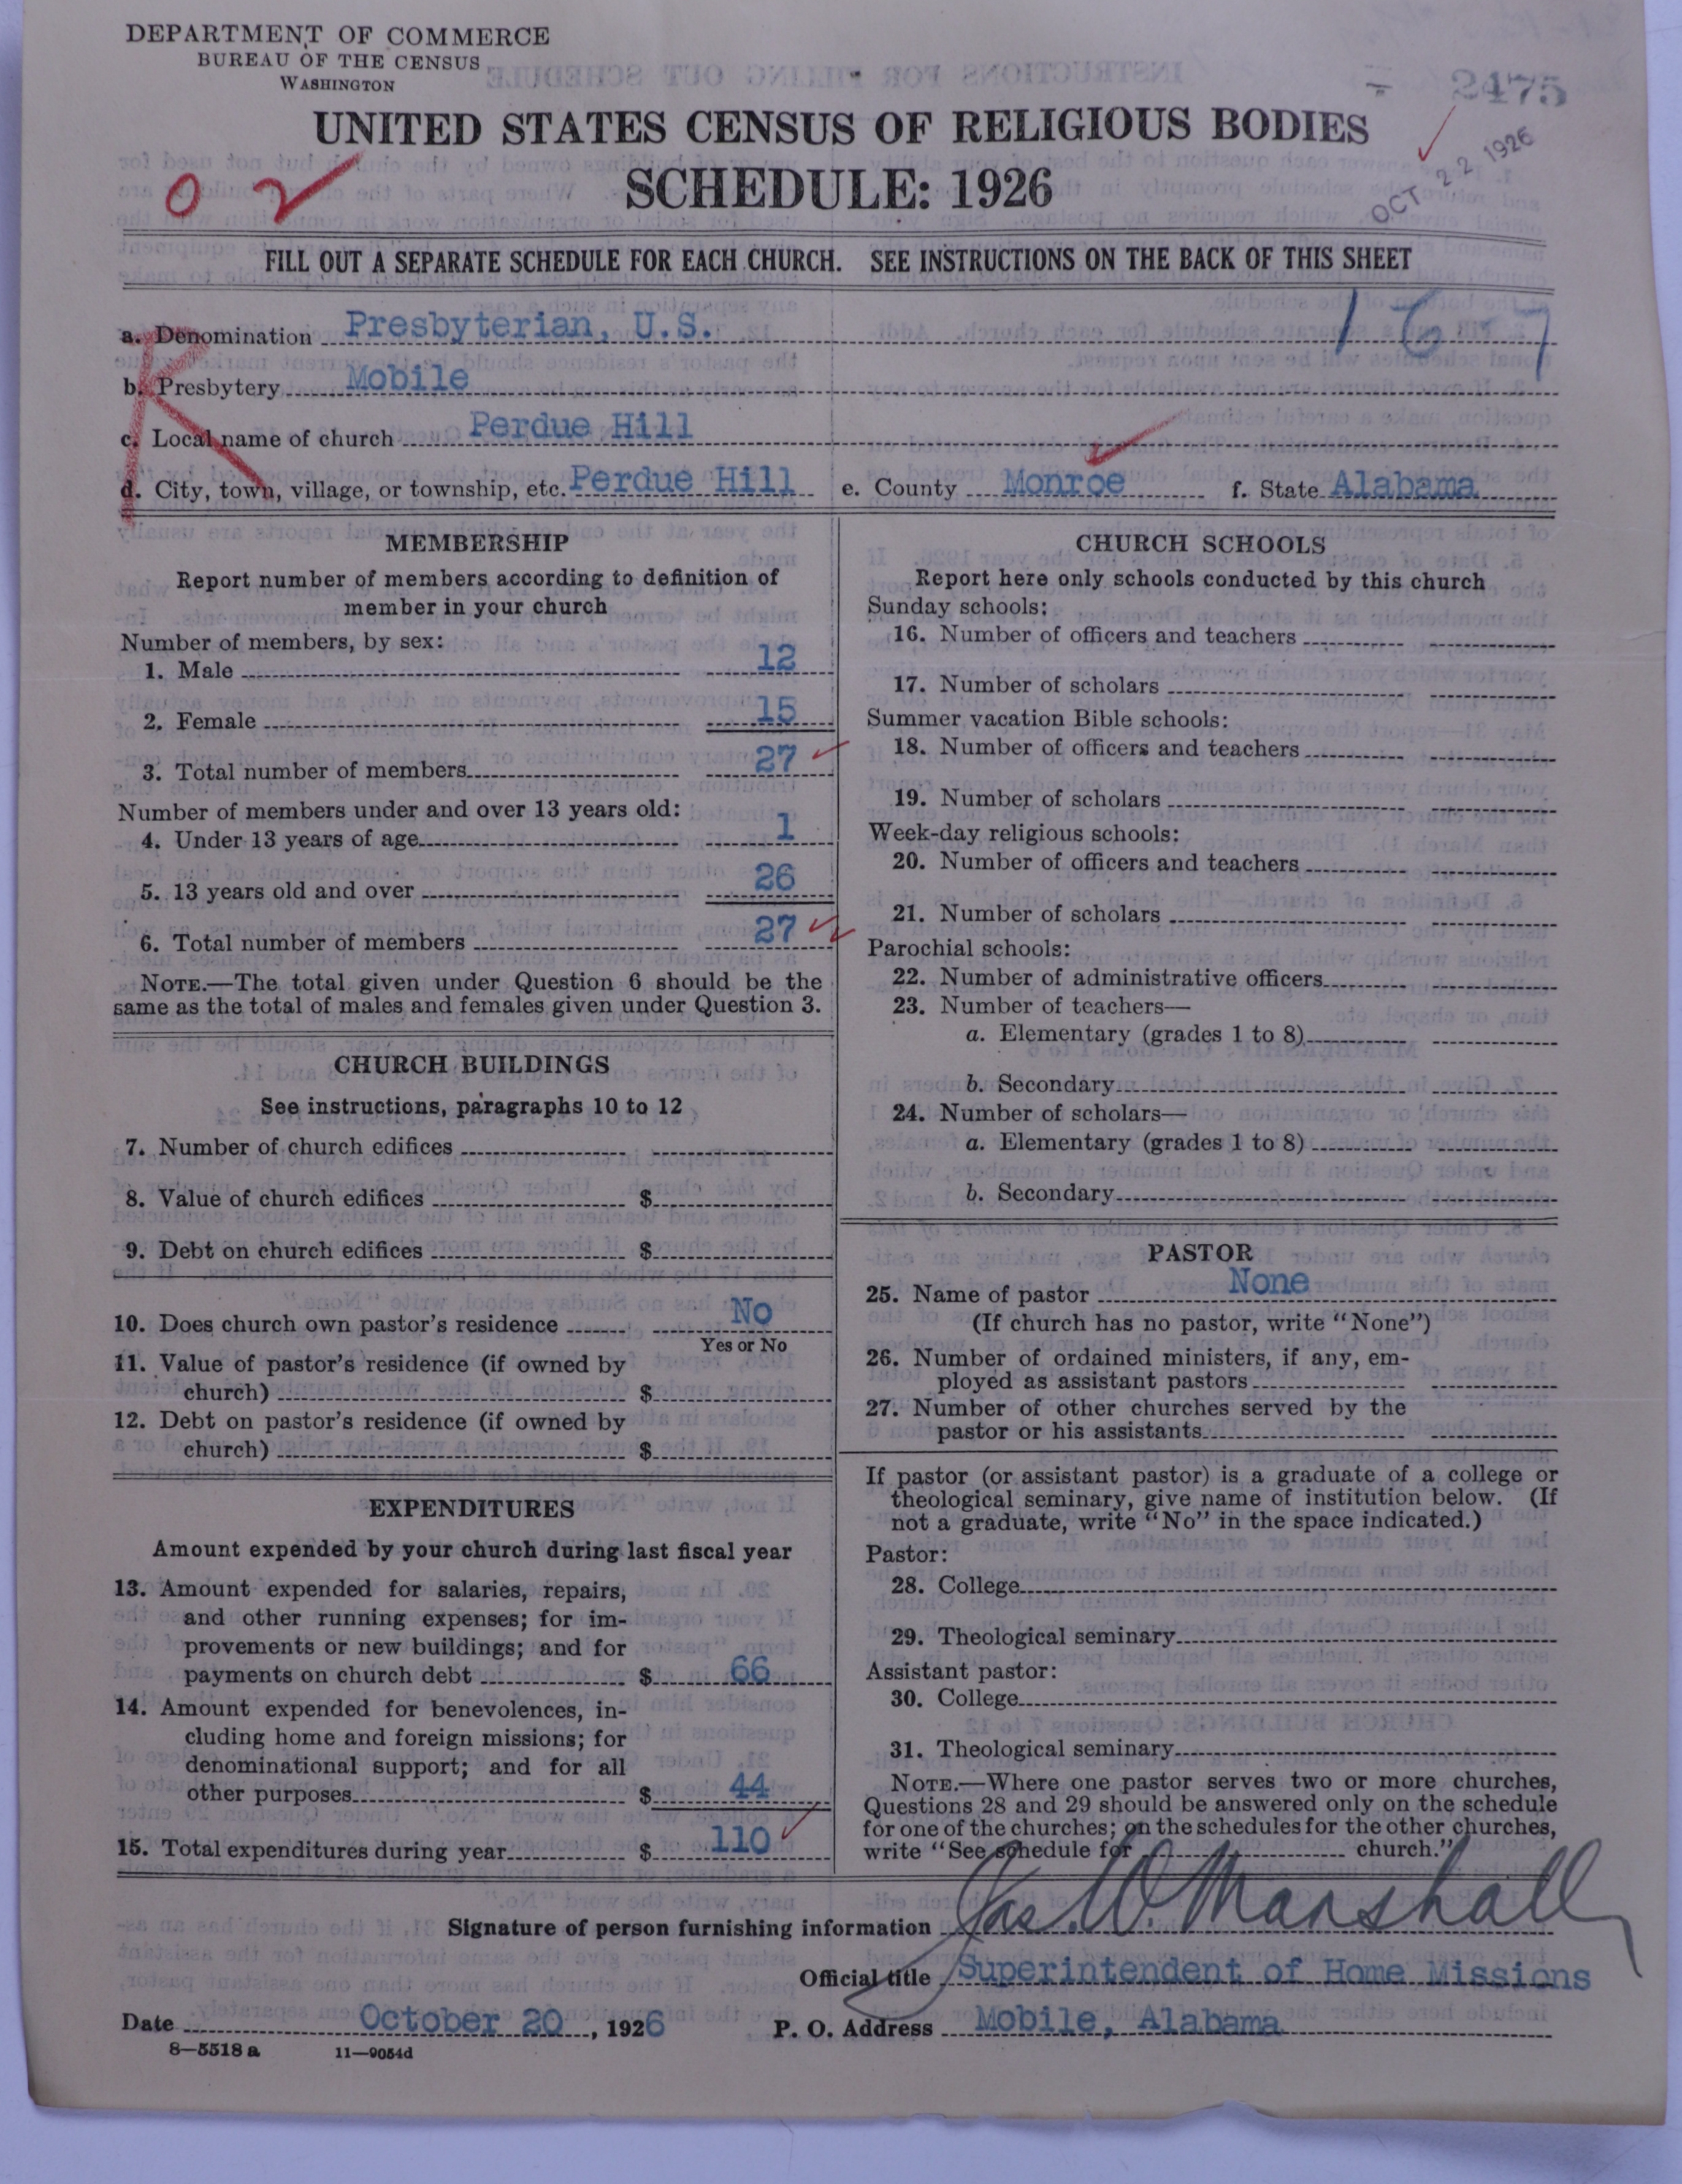 DEPARTMENT OF COMMERCE
BUREAU OF THE CENSUS
WASHINGTON
2475
UNITED STATES CENSUS OF RELIGIOUS BODIES
SCHEDULE: 1926
OCT 22 1926
FILL OUT A SEPARATE SCHEDULE FOR EACH CHURCH. SEE INSTRUCTIONS ON THE BACK OF THIS SHEET
a. Denomination Presbyterian, U.S. 167
b. Presbytery Mobile
c. Local name of church Perdue Hill
d. City, town, village, or township, etc. Perdue Hill e. County Monroe f. State Alabama
MEMBERSHIP
Report number of members according to definition of
member in your church
Number of members, by sex:
1. Male 12
2. Female 15
3. Total number of members 27
Number of members under and over 13 years old:
4. Under 13 years of age 1
5. 13 years old and over 26
6. Total number of members 27
NOTE.—The total given under Question 6 should be the
same as the total of males and females given under Question 3.
CHURCH BUILDINGS
See instructions, paragraphs 10 to 12
7. Number of church edifices
8. Value of church edifices $
9. Debt on church edifices $
10. Does church own pastor's residence No
Yes or No
11. Value of pastor's residence (if owned by
church) $
12. Debt on pastor's residence (if owned by
church) $
EXPENDITURES
Amount expended by your church during last fiscal year
13. Amount expended for salaries, repairs,
and other running expenses; for im-
provements or new buildings; and for
payments on church debt $ 66
14. Amount expended for benevolences, in-
cluding home and foreign missions; for
denominational support; and for all
other purposes $ 44
15. Total expenditures during year $ 110
CHURCH SCHOOLS
Report here only schools conducted by this church
Sunday schools:
16. Number of officers and teachers
17. Number of scholars
Summer vacation Bible schools:
18. Number of officers and teachers
19. Number of scholars
Week-day religious schools:
20. Number of officers and teachers
21. Number of scholars
Parochial schools:
22. Number of administrative officers
23. Number of teachers—
a. Elementary (grades 1 to 8)
b. Secondary
24. Number of scholars—
a. Elementary (grades 1 to 8)
b. Secondary
PASTOR
25. Name of pastor None
(If church has no pastor, write "None")
26. Number of ordained ministers, if any, em-
ployed as assistant pastors
27. Number of other churches served by the
pastor or his assistants
If pastor (or assistant pastor) is a graduate of a college or
theological seminary, give name of institution below. (If
not a graduate, write "No" in the space indicated.)
Pastor:
28. College
29. Theological seminary
Assistant pastor:
30. College
31. Theological seminary
NOTE.—Where one pastor serves two or more churches,
Questions 28 and 29 should be answered only on the schedule
for one of the churches; on the schedules for the other churches,
write "See schedule for church."
Signature of person furnishing information Jas. W. Marshall
Official title Superintendent of Home Missions
Date October 20, 1926 P. O. Address Mobile, Alabama
8—5518 a 11—9054d